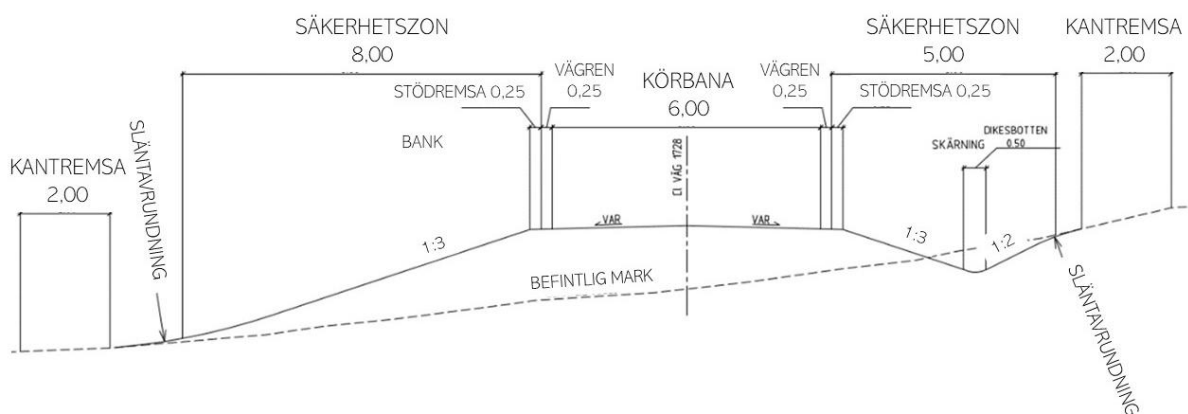 SÄKERHETSZON
8,00
SÄKERHETSZON
5,00
KANTREMSA
2,00
VÄGREN
0,25
STÖDREMSA 0,25
KÖRBANA
6,00
VÄGREN
0,25
STÖDREMSA 0,25
BANK
DIKESBOTTEN
0.50
SKÄRNING
KANTREMSA
2,00
SLÄNTAVRUNDNING
VÄG 1728
VAR
VAR
1:3
1:3
1:2
BEFINTLIG MARK
SLÄNTAVRUNDNING